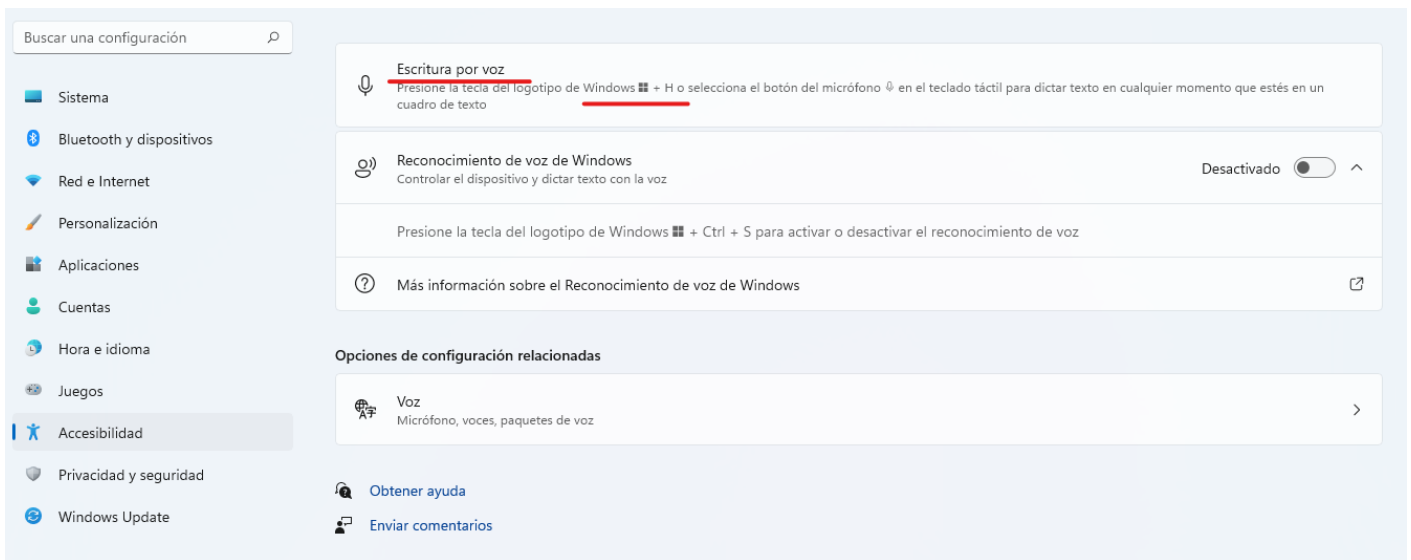 Buscar una configuración
Sistema
Bluetooth y dispositivos
Red e Internet
Personalización
Aplicaciones
Cuentas
Hora e idioma
Juegos
Accesibilidad
Privacidad y seguridad
Windows Update
Escritura por voz
Presione la tecla del logotipo de Windows + H o selecciona el botón del micrófono en el teclado táctil para dictar texto en cualquier momento que estés en un
cuadro de texto
Reconocimiento de voz de Windows
Controlar el dispositivo y dictar texto con la voz
Desactivado
Presione la tecla del logotipo de Windows + Ctrl + S para activar o desactivar el reconocimiento de voz
Más información sobre el Reconocimiento de voz de Windows
Opciones de configuración relacionadas
Voz
Micrófono, voces, paquetes de voz
Obtener ayuda
Enviar comentarios